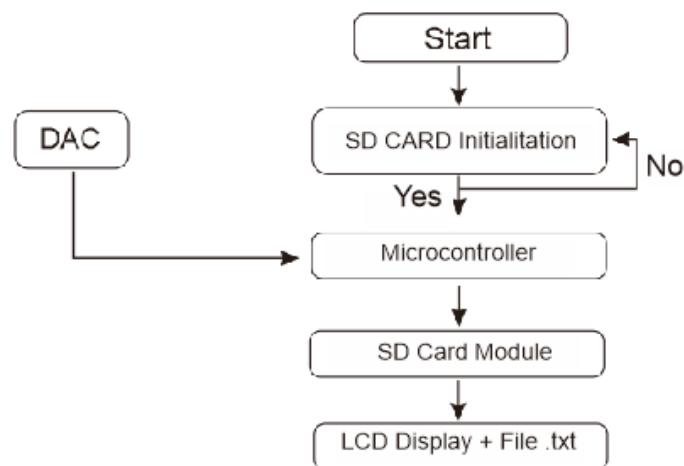 Start
SD CARD Initialitation
DAC
No
Yes
Microcontroller
SD Card Module
LCD Display + File .txt